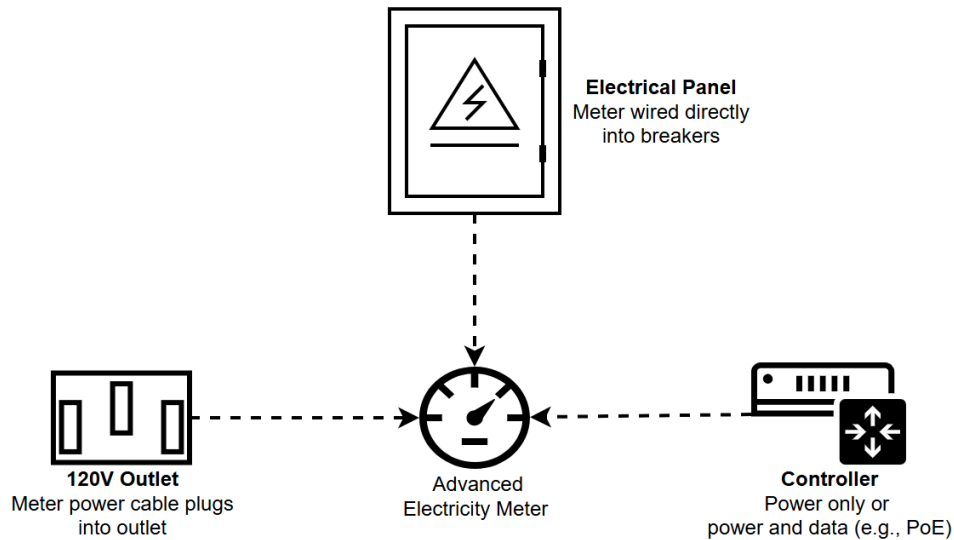 Electrical Panel
Meter wired directly
into breakers
120V Outlet
Meter power cable plugs
into outlet
Advanced
Electricity Meter
Controller
Power only or
power and data (e.g., PoE)